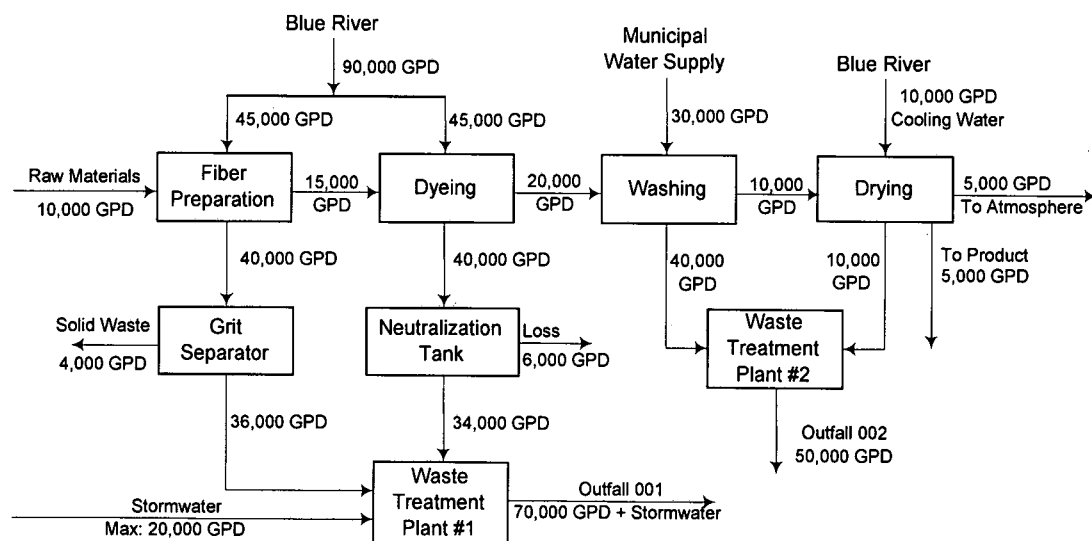 Blue River
90,000 GPD
45,000 GPD
45,000 GPD
Municipal
Water Supply
30,000 GPD
Blue River
10,000 GPD
Cooling Water
Raw Materials
10,000 GPD
Fiber
Preparation
15,000
GPD
Dyeing
20,000
GPD
Washing
10,000
GPD
Drying
5,000 GPD
To Atmosphere
40,000 GPD
40,000 GPD
40,000
GPD
10,000
GPD
To Product
5,000 GPD
Solid Waste
4,000 GPD
Grit
Separator
Neutralization
Tank
Loss
6,000 GPD
Waste
Treatment
Plant #2
36,000 GPD
34,000 GPD
Outfall 002
50,000 GPD
Stormwater
Max: 20,000 GPD
Waste
Treatment
Plant #1
Outfall 001
70,000 GPD + Stormwater